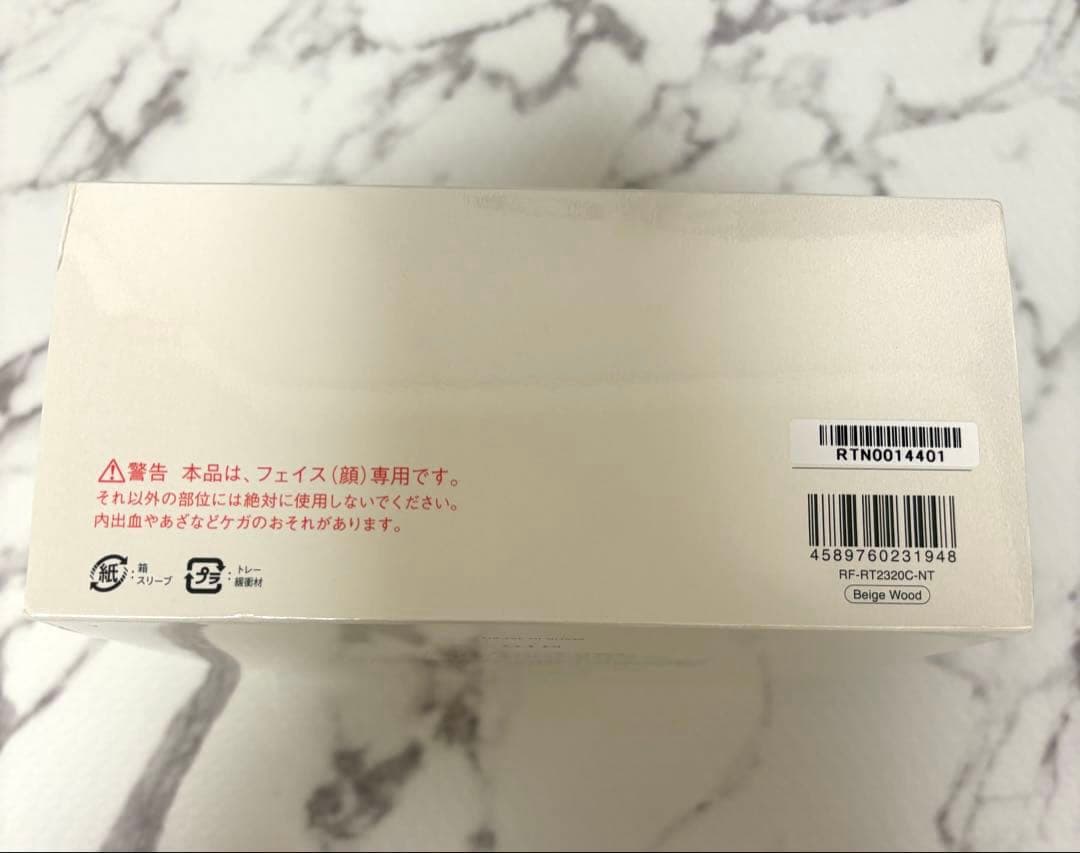 RTN0014401
⚠警告 本品は、フェイス(顔)専用です。
それ以外の部位には絶対に使用しないでください。
内出血やあざなどケガのおそれがあります。
紙:箱
スリーブ
プラ:トレー
緩衝材
4589760231948
RF-RT2320C-NT
Beige Wood